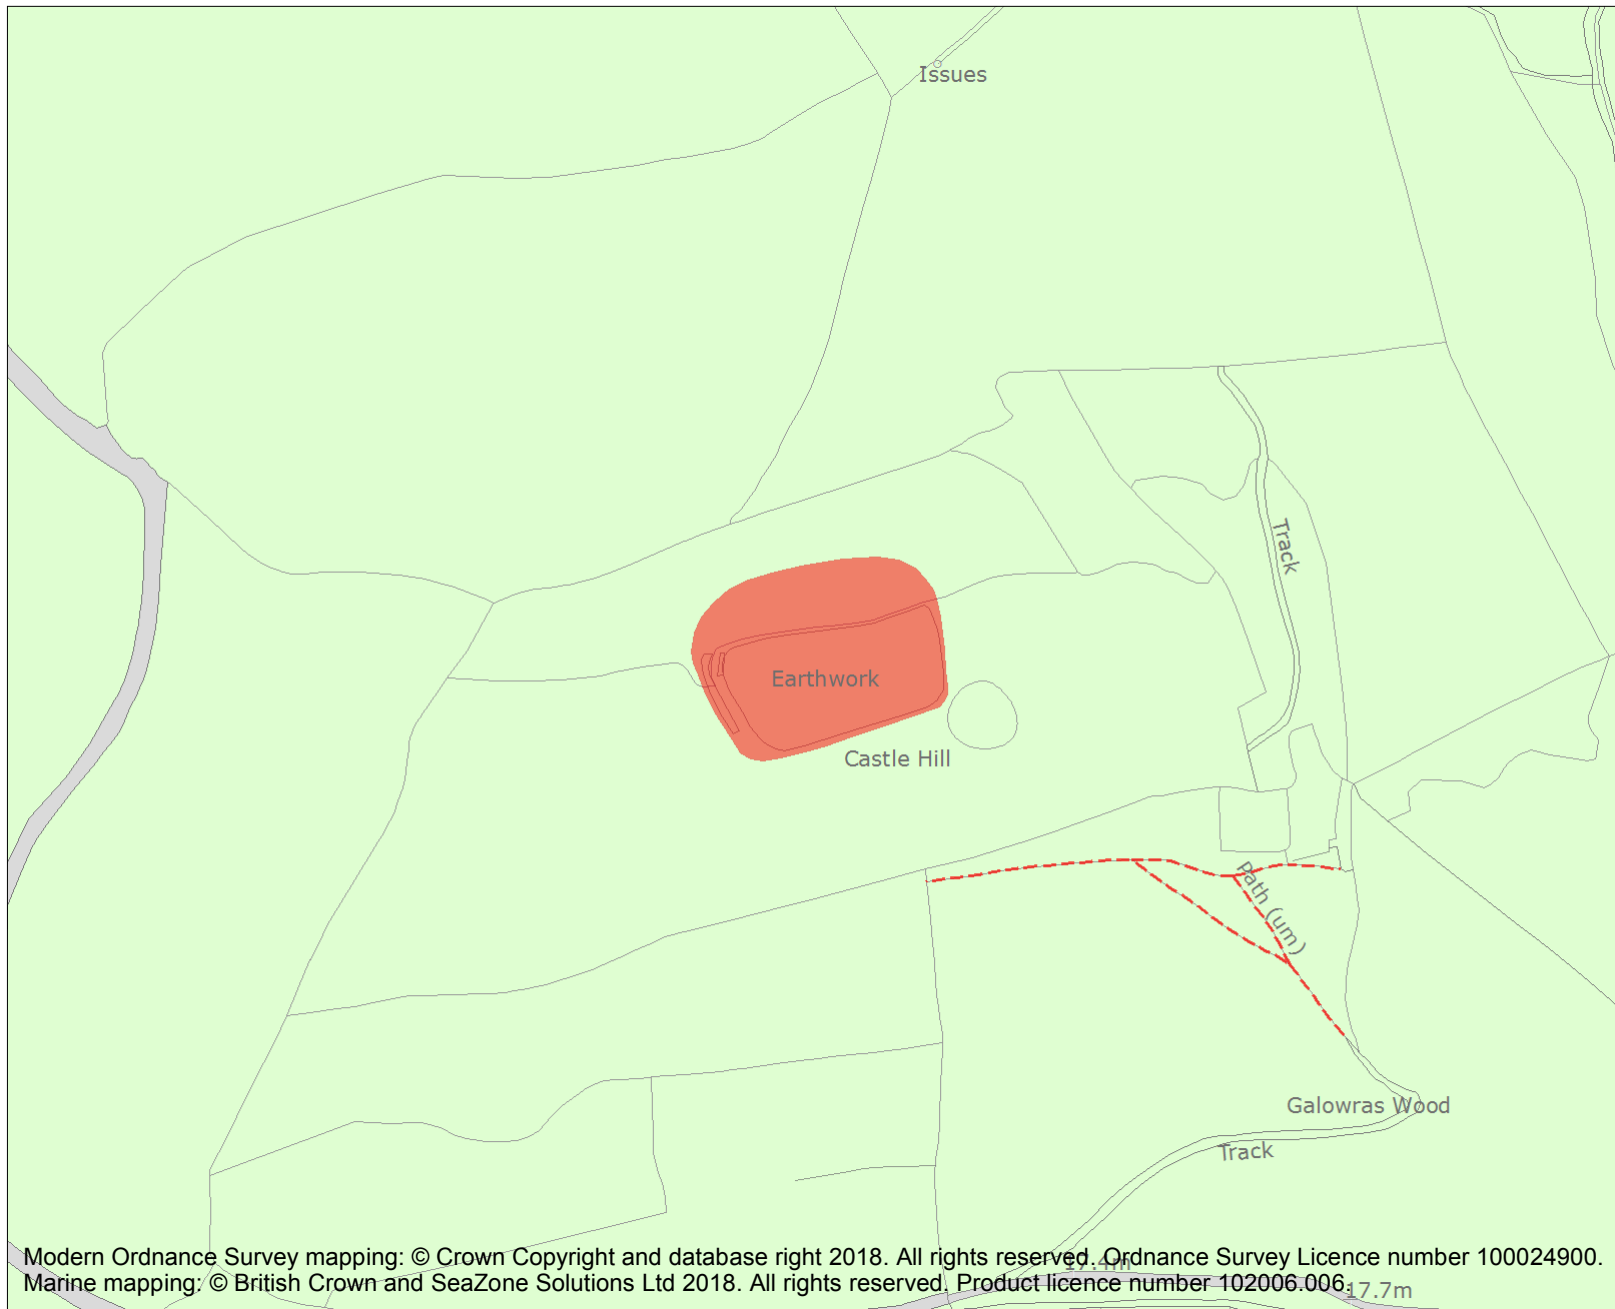 Issues
Track
Earthwork
Castle Hill
Path (um)
Galowras Wood
Track
Modern Ordnance Survey mapping: © Crown Copyright and database right 2018. All rights reserved. Ordnance Survey Licence number 100024900.
17.4m
Marine mapping: © British Crown and SeaZone Solutions Ltd 2018. All rights reserved. Product licence number 102006.006.
17.7m